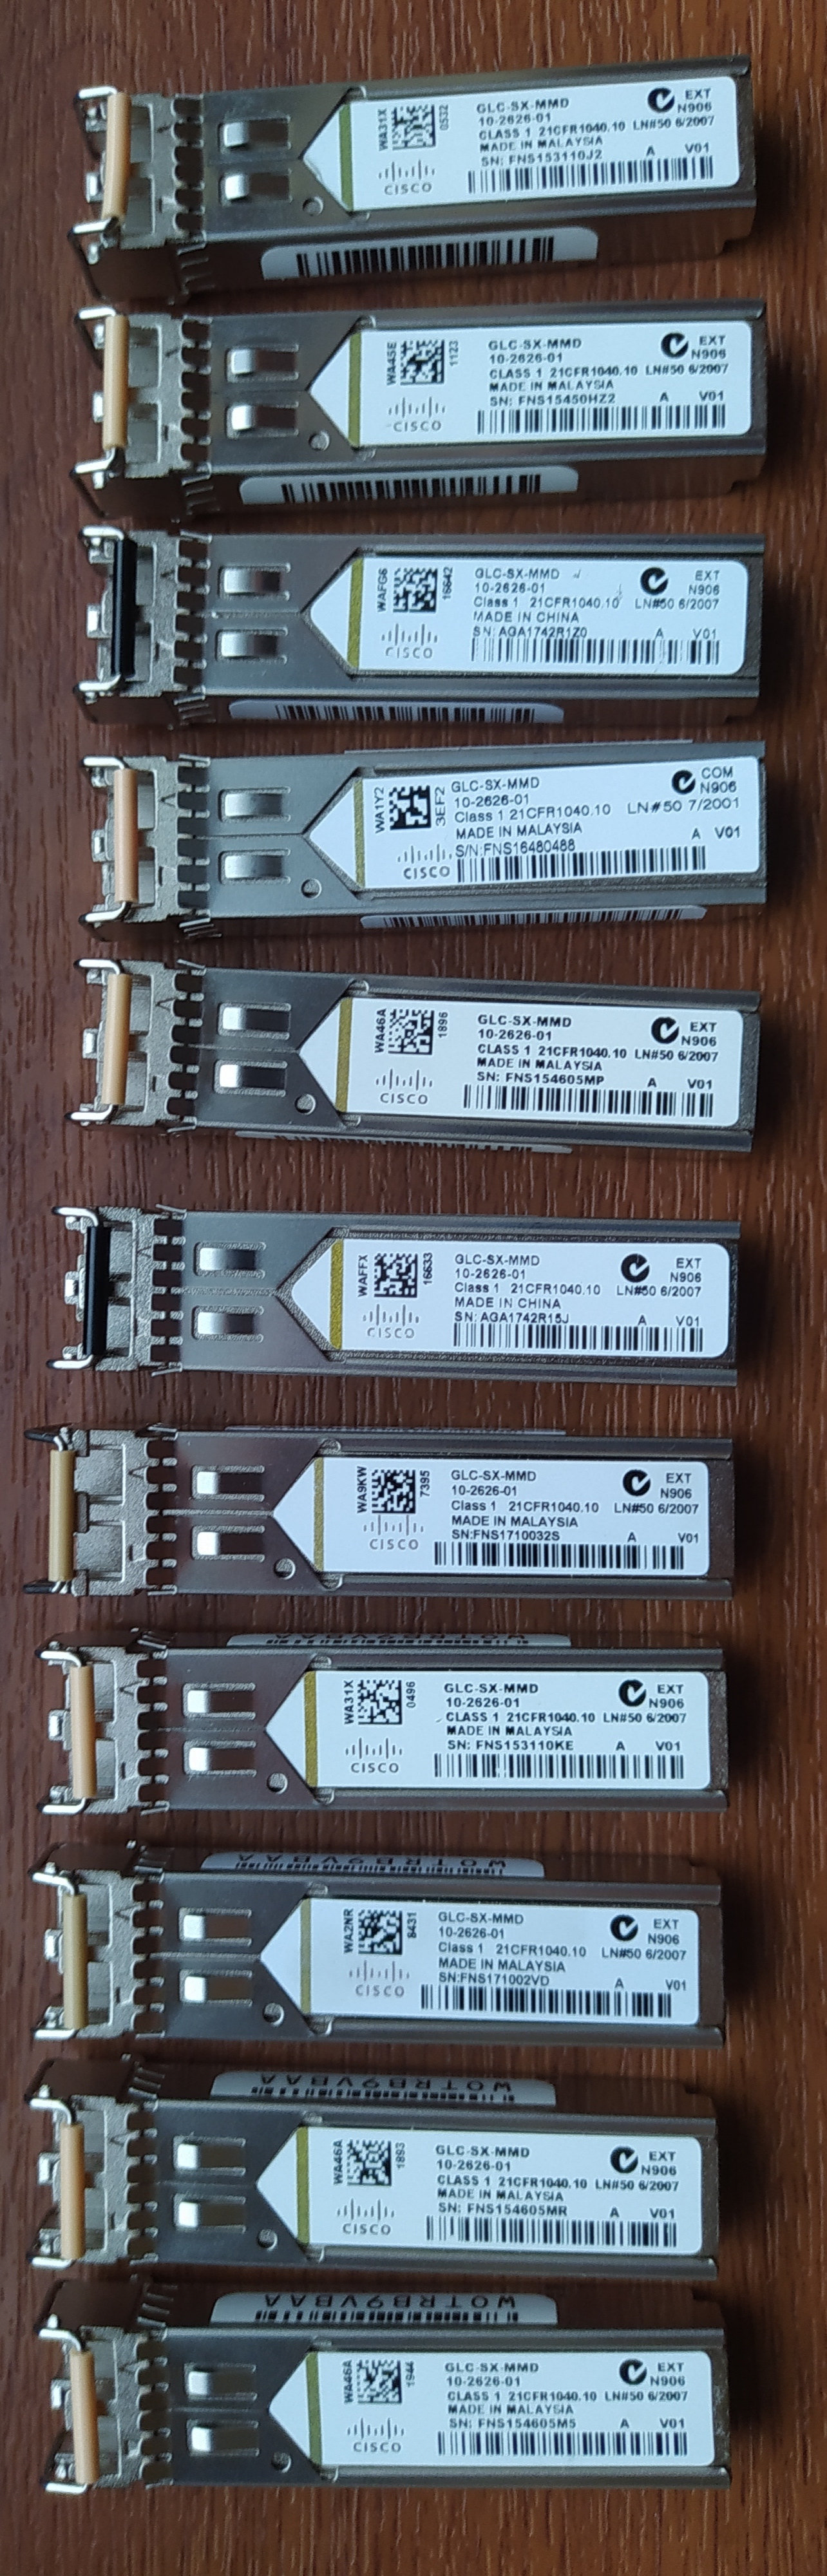 WA31X
0532
CISCO
GLC-SX-MMD
10-2626-01
CLASS 1 21CFR1040.10 LN#50 6/2007
MADE IN MALAYSIA
SN: FNS153110J2 A V01
EXT
N906
WA45E
1123
CISCO
GLC-SX-MMD
10-2626-01
CLASS 1 21CFR1040.10 LN#50 6/2007
MADE IN MALAYSIA
SN: FNS15450HZ2 A V01
EXT
N906
WAFG6
16642
CISCO
GLC-SX-MMD
10-2626-01
Class 1 21CFR1040.10 LN#50 6/2007
MADE IN CHINA
SN: AGA1742R1Z0 A V01
EXT
N906
WA1Y2
3EF2
CISCO
GLC-SX-MMD
10-2626-01
Class 1 21CFR1040.10 LN#50 7/2001
MADE IN MALAYSIA A V01
S/N:FNS16480488
COM
N906
WA46A
1896
CISCO
GLC-SX-MMD
10-2626-01
CLASS 1 21CFR1040.10 LN#50 6/2007
MADE IN MALAYSIA
SN: FNS154605MP A V01
EXT
N906
WAFFX
16633
CISCO
GLC-SX-MMD
10-2626-01
Class 1 21CFR1040.10 LN#50 6/2007
MADE IN CHINA
SN: AGA1742R15J A V01
EXT
N906
WA9KW
7395
CISCO
GLC-SX-MMD
10-2626-01
Class 1 21CFR1040.10 LN#50 6/2007
MADE IN MALAYSIA
SN:FNS1710032S A V01
EXT
N906
WOTRB9VBAA
WA31X
0496
CISCO
GLC-SX-MMD
10-2626-01
CLASS 1 21CFR1040.10 LN#50 6/2007
MADE IN MALAYSIA
SN: FNS153110KE A V01
EXT
N906
WOTRB9VBAA
WA2NR
8431
CISCO
GLC-SX-MMD
10-2626-01
Class 1 21CFR1040.10 LN#50 6/2007
MADE IN MALAYSIA
SN:FNS171002VD A V01
EXT
N906
WOTRB9VBAA
WA46A
1893
CISCO
GLC-SX-MMD
10-2626-01
CLASS 1 21CFR1040.10 LN#50 6/2007
MADE IN MALAYSIA
SN: FNS154605MR A V01
EXT
N906
WOTRB9VBAA
WA46A
1944
CISCO
GLC-SX-MMD
10-2626-01
CLASS 1 21CFR1040.10 LN#50 6/2007
MADE IN MALAYSIA
SN: FNS154605M5 A V01
EXT
N906